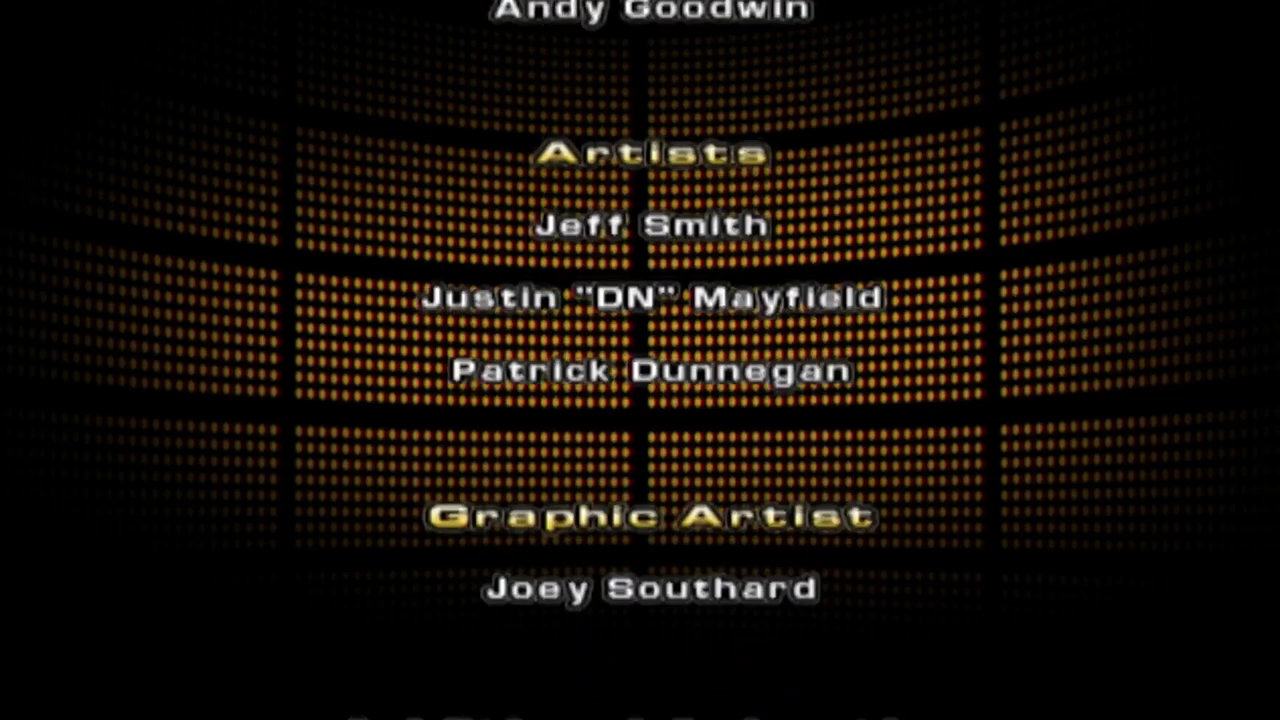 Andy Goodwin
Artists
Jeff Smith
Justin "DN" Mayfield
Patrick Dunnegan
Graphic Artist
Joey Southard